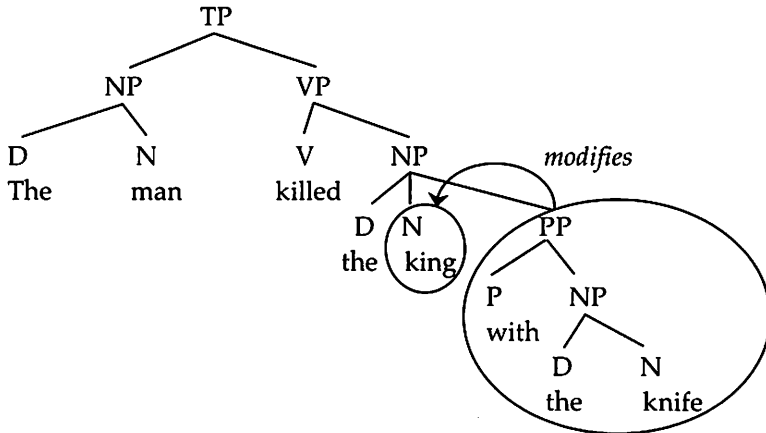 TP
NP VP
D N V NP modifies
The man killed
D N PP
the king
P NP
with
D N
the knife